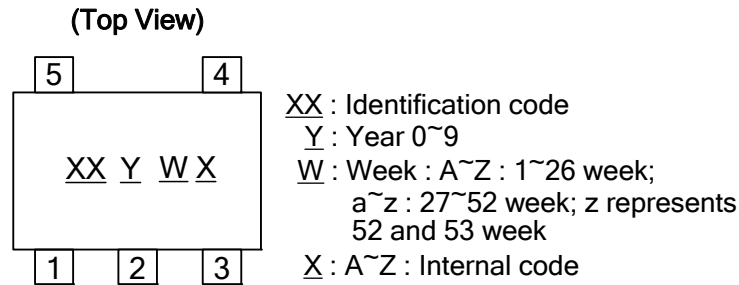 (Top View)
5 4
XX Y W X
1 2 3
XX : Identification code
Y : Year 0~9
W : Week : A~Z : 1~26 week;
a~z : 27~52 week; z represents
52 and 53 week
X : A~Z : Internal code